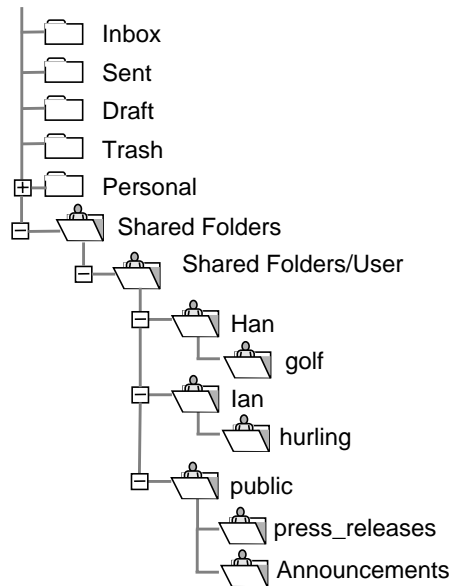 Inbox
Sent
Draft
Trash
Personal
Shared Folders
Shared Folders/User
Han
golf
Ian
hurling
public
press_releases
Announcements